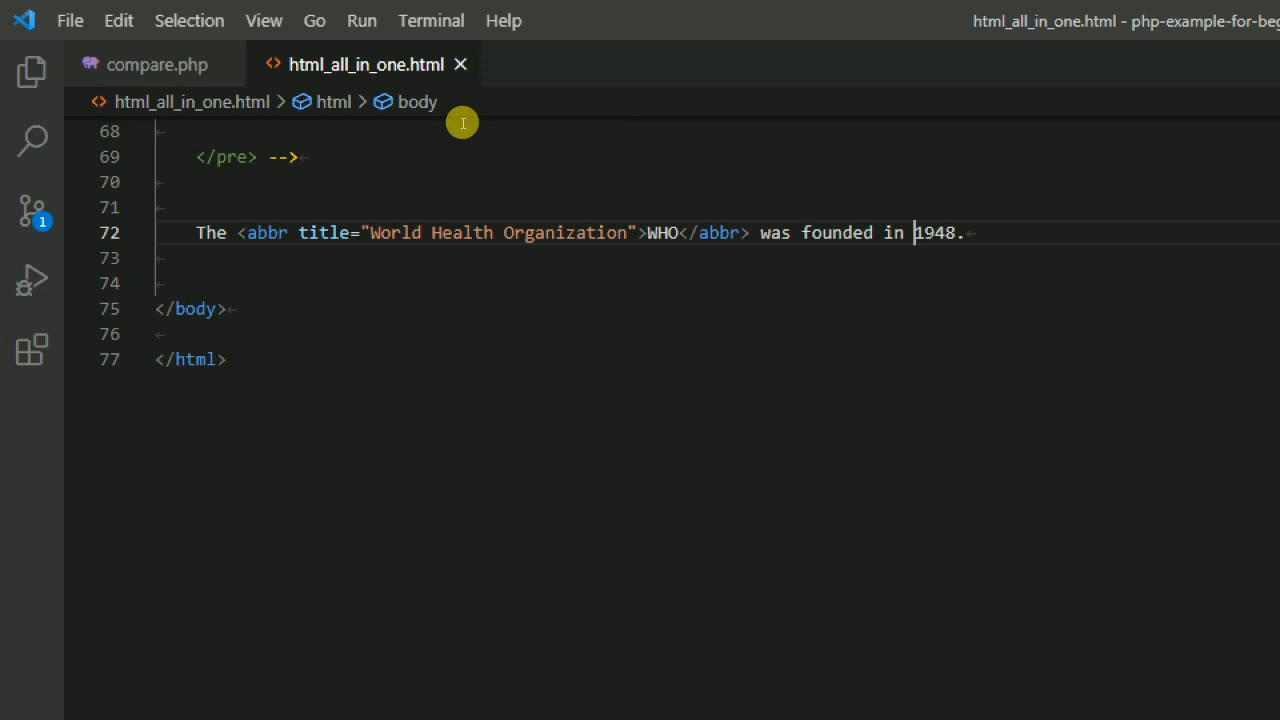 File Edit Selection View Go Run Terminal Help html_all_in_one.html - php-example-for-beg
compare.php html_all_in_one.html
html_all_in_one.html > html > body
68
69 </pre> -->
70
71
72 The <abbr title="World Health Organization">WHO</abbr> was founded in 1948.
73
74
75 </body>
76
77 </html>
1